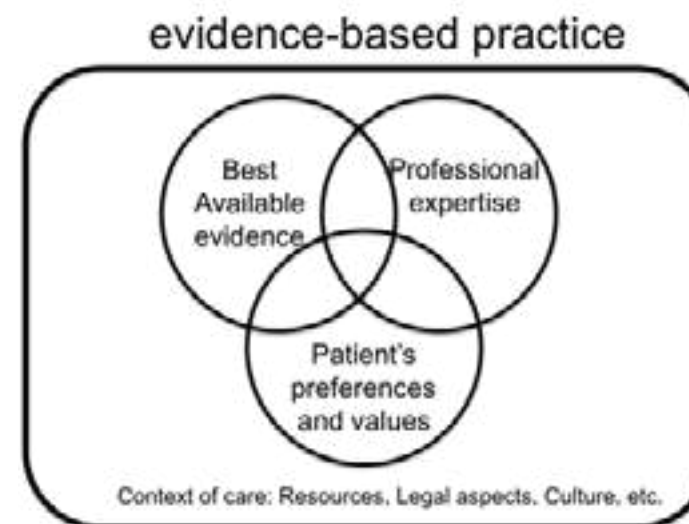 evidence-based practice
Best
Available
evidence
Professional
expertise
Patient's
preferences
and values
Context of care: Resources, Legal aspects, Culture, etc.